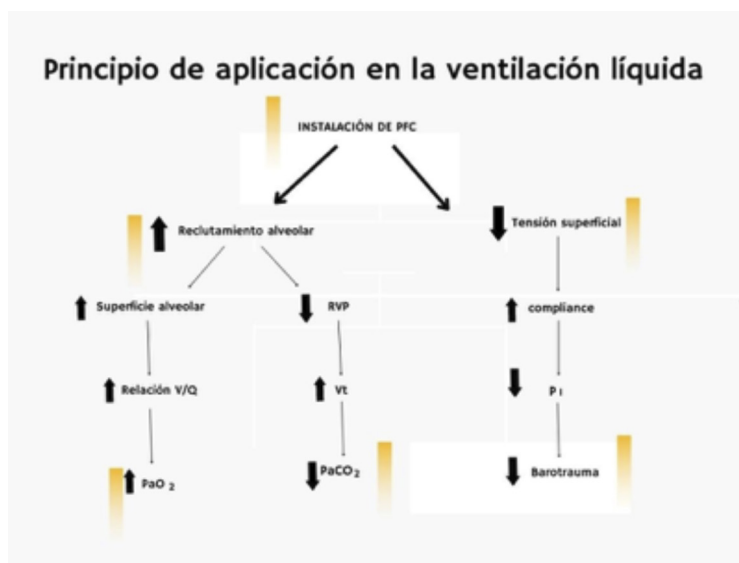 Principio de aplicación en la ventilación líquida
INSTALACIÓN DE PFC
Reclutamiento alveolar
Tensión superficial
Superficie alveolar
RVP
compliance
Relación V/Q
Vt
P I
PaO 2
PaCO2
Barotrauma